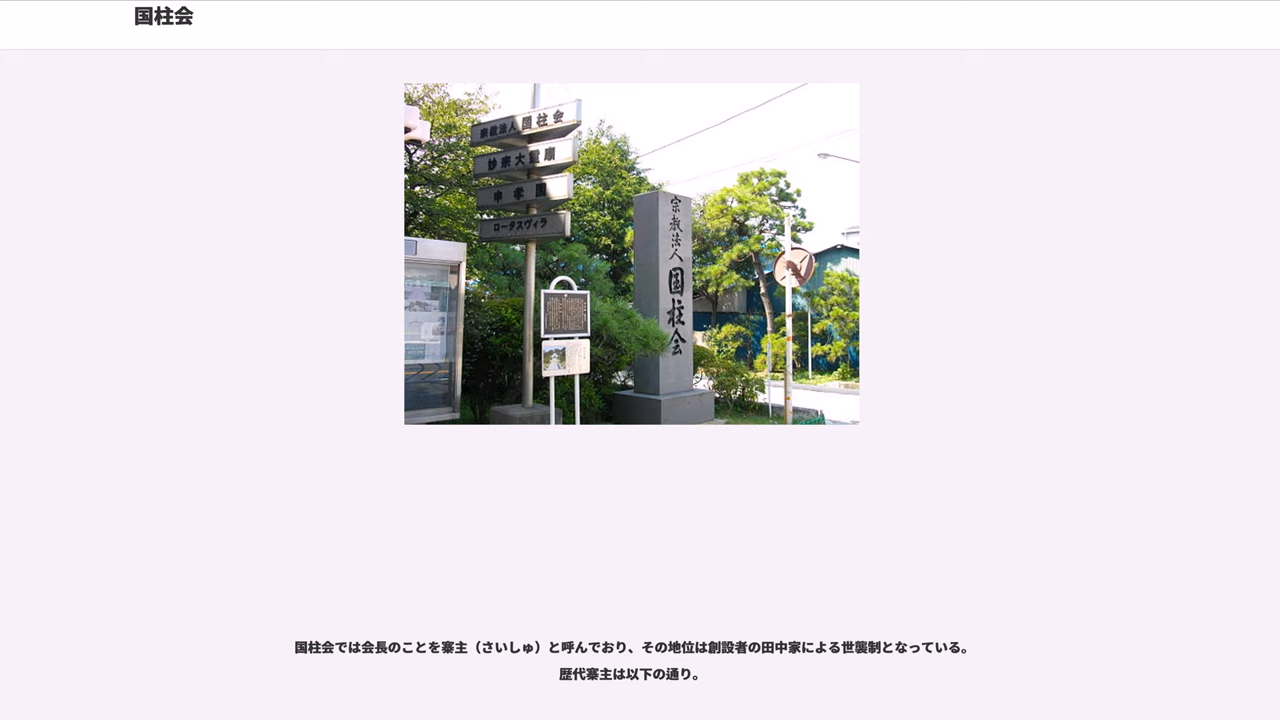 国柱会
宗教法人 国柱会
妙宗大霊廟
申孝園
ロータスヴィラ
宗教法人 国柱会
国柱会では会長のことを寨主（さいしゅ）と呼んでおり、その地位は創設者の田中家による世襲制となっている。
歴代寨主は以下の通り。